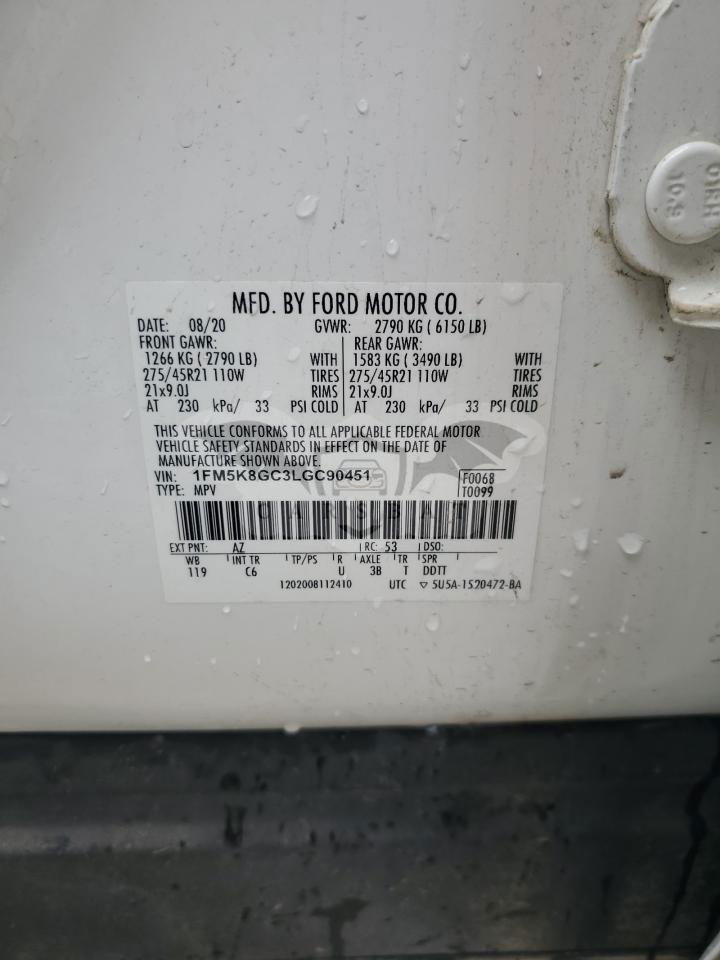 MFD. BY FORD MOTOR CO.
DATE: 08/20 GVWR: 2790 KG ( 6150 LB)
FRONT GAWR: REAR GAWR:
1266 KG ( 2790 LB) WITH 1583 KG ( 3490 LB) WITH
275/45R21 110W TIRES 275/45R21 110W TIRES
21x9.0J RIMS 21x9.0J RIMS
AT 230 kPa/ 33 PSI COLD AT 230 kPa/ 33 PSI COLD
THIS VEHICLE CONFORMS TO ALL APPLICABLE FEDERAL MOTOR
VEHICLE SAFETY STANDARDS IN EFFECT ON THE DATE OF
MANUFACTURE SHOWN ABOVE.
VIN: 1FM5K8GC3LGC90451 F0068
TYPE: MPV T0099
CARSBAT
EXT PNT: AZ RC: 53 DSO:
WB INT TR TP/PS R AXLE TR SPR
119 C6 U 3B T DDTT
1202008112410 UTC ▽ 5U5A-1520472-BA
10.9